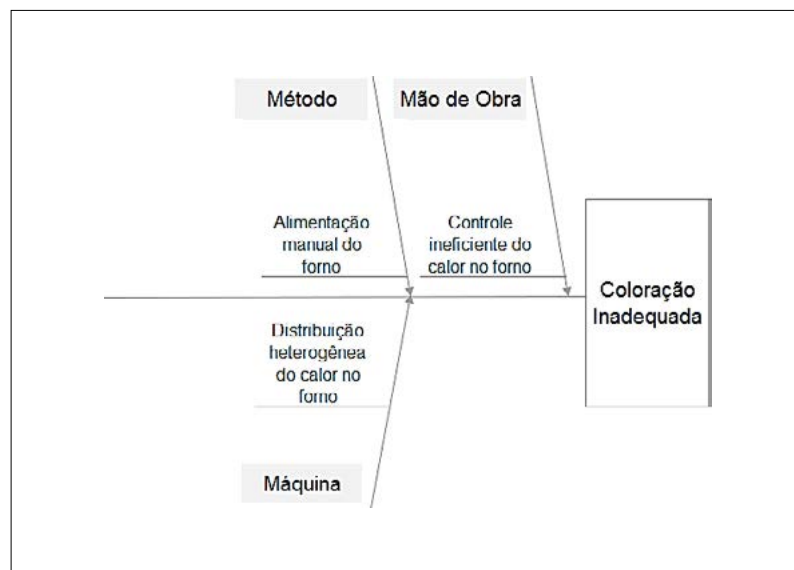 Método
Mão de Obra
Alimentação
manual do
forno
Controle
ineficiente do
calor no forno
Coloração
Inadequada
Distribuição
heterogênea
do calor no
forno
Máquina